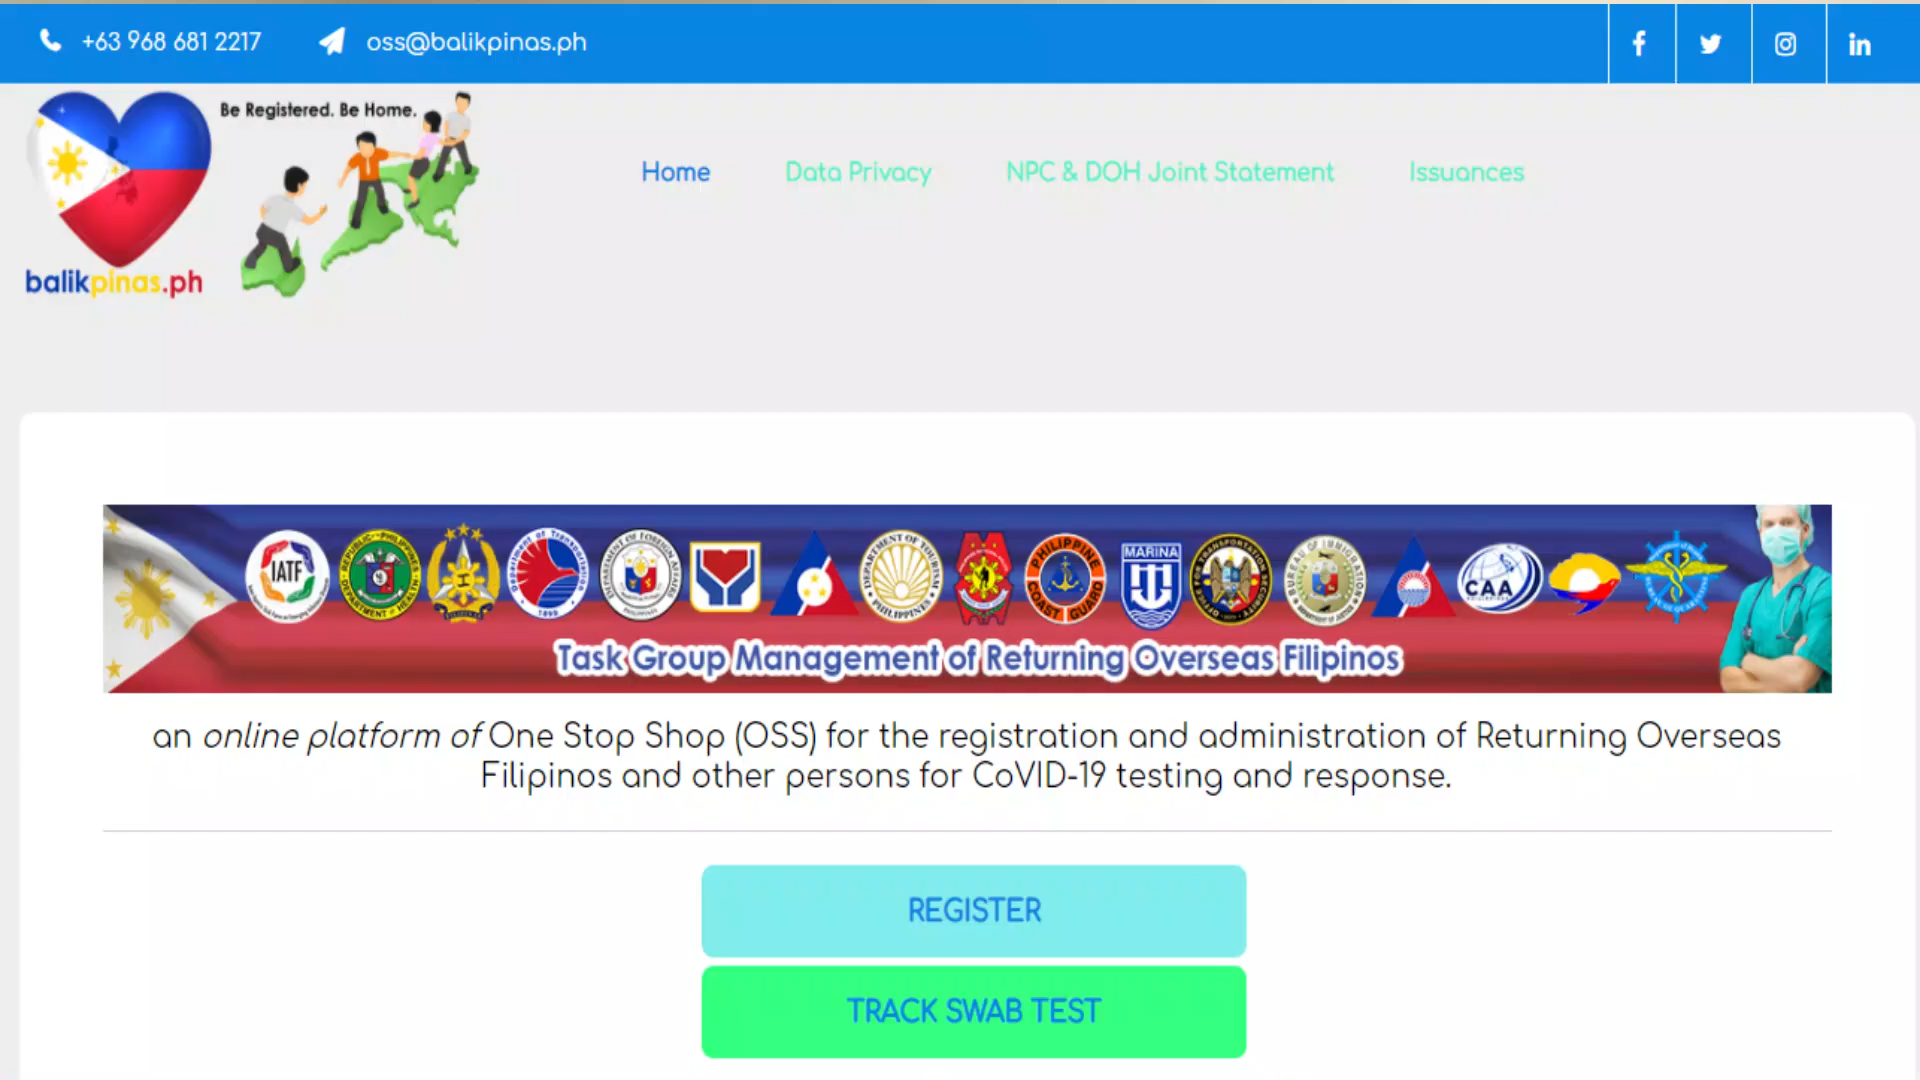 +63 968 681 2217
oss@balikpinas.ph
Be Registered. Be Home.
balikpinas.ph
Home
Data Privacy
NPC & DOH Joint Statement
Issuances
IATF
MARINA
PHILIPPINE
COAST GUARD
CAA
Task Group Management of Returning Overseas Filipinos
an online platform of One Stop Shop (OSS) for the registration and administration of Returning Overseas
Filipinos and other persons for CoVID-19 testing and response.
REGISTER
TRACK SWAB TEST